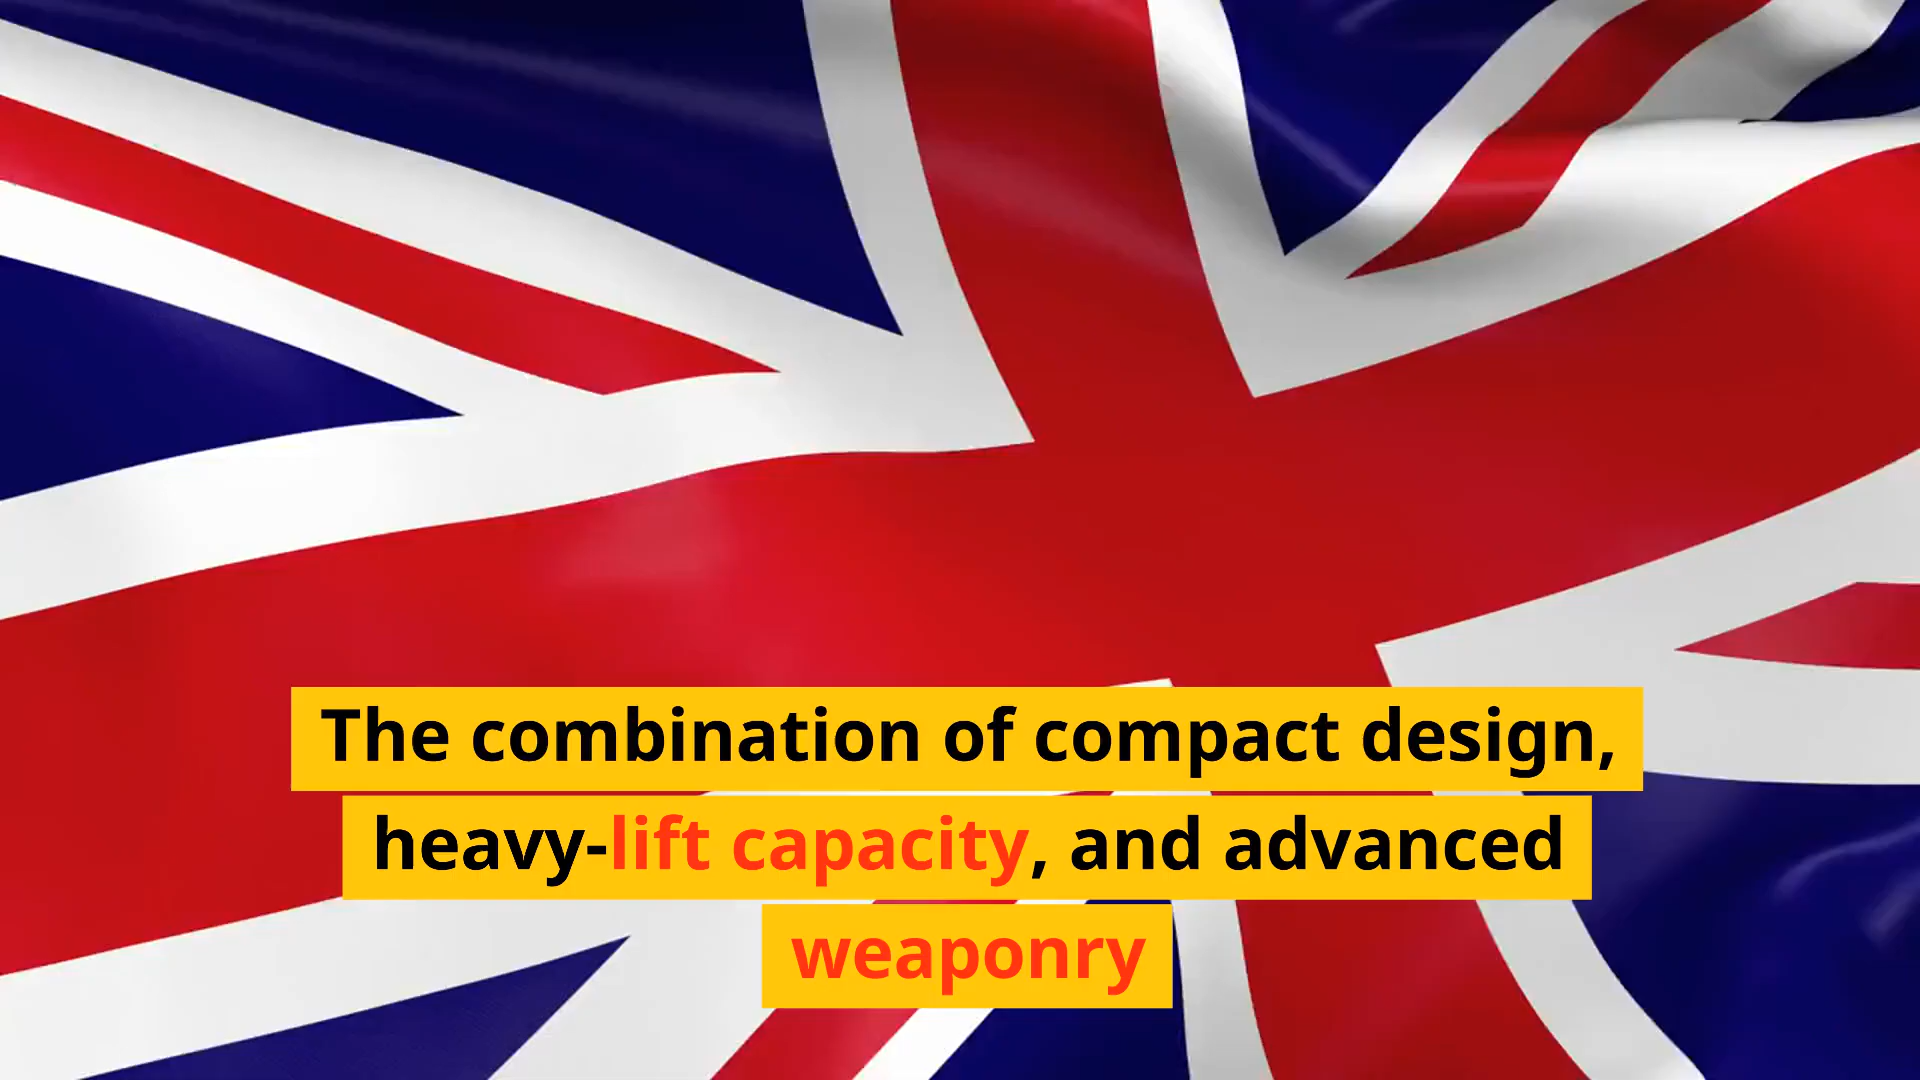 The combination of compact design,
heavy-lift capacity, and advanced
weaponry